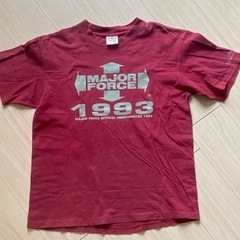 MAJOR
FORCE
1993
MAJOR FORCE OFFICIAL MERCHANDISE 1993